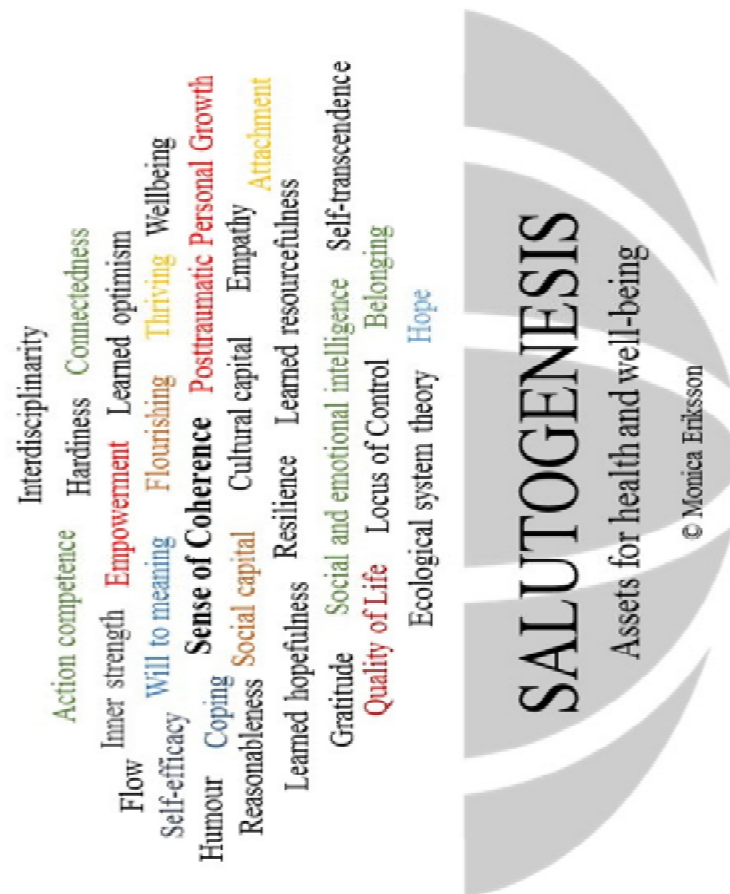 Interdisciplinarity
Action competence Hardiness Connectedness
Inner strength Empowerment Learned optimism
Flow
Will to meaning Flourishing Thriving Wellbeing
Self-efficacy
Sense of Coherence Posttraumatic Personal Growth
Humour Coping
Social capital Cultural capital Empathy Attachment
Reasonableness
Learned hopefulness Resilience Learned resourcefulness
Gratitude Social and emotional intelligence Self-transcendence
Quality of Life Locus of Control Belonging
Ecological system theory Hope
SALUTOGENESIS
Assets for health and well-being
© Monica Eriksson